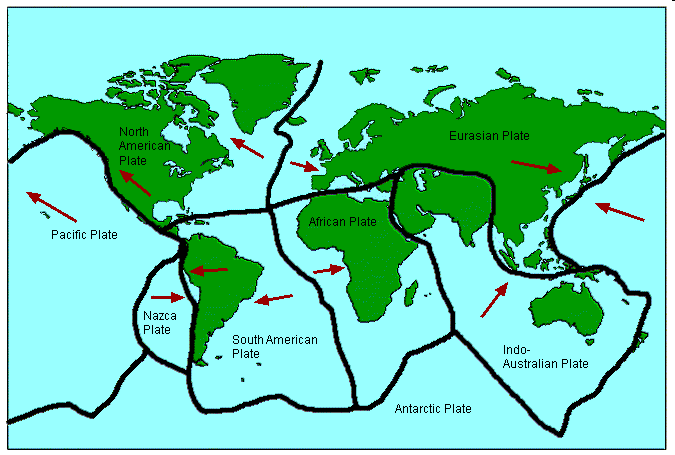 North
American
Plate
Eurasian Plate
African Plate
Pacific Plate
Nazca
Plate
South American
Plate
Indo-
Australian Plate
Antarctic Plate